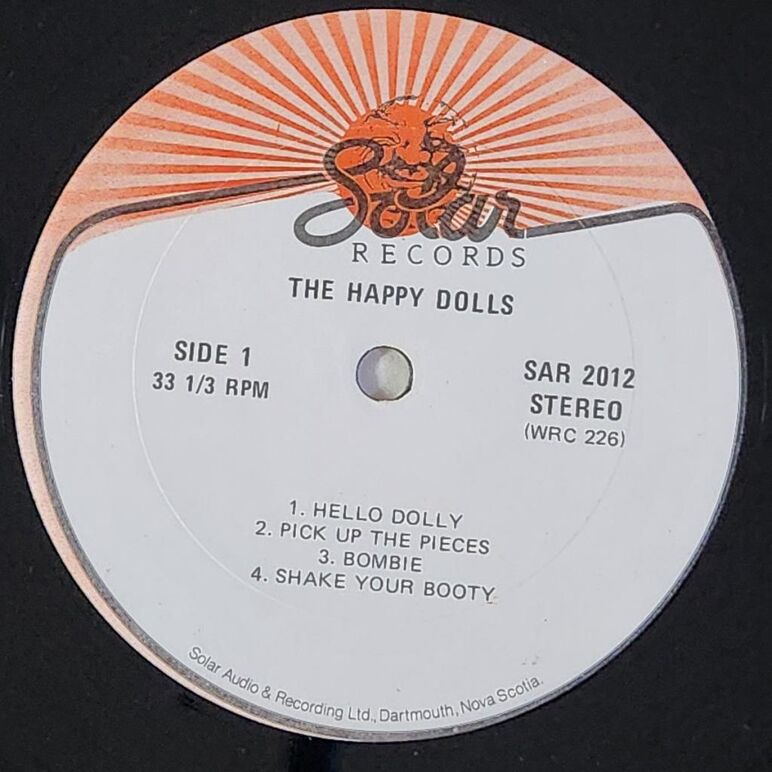 Solar
RECORDS
THE HAPPY DOLLS
SIDE 1
33 1/3 RPM
SAR 2012
STEREO
(WRC 226)
1. HELLO DOLLY
2. PICK UP THE PIECES
3. BOMBIE
4. SHAKE YOUR BOOTY
Solar Audio & Recording Ltd., Dartmouth, Nova Scotia.